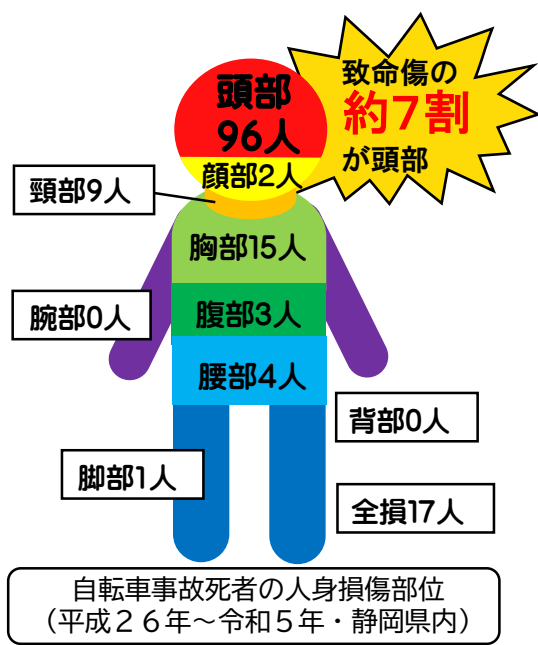 致命傷の
約7割
が頭部
頭部
96人
顔部2人
頸部9人
胸部15人
腕部0人
腹部3人
腰部4人
背部0人
脚部1人
全損17人
自転車事故死者の人身損傷部位
（平成２６年～令和５年・静岡県内）